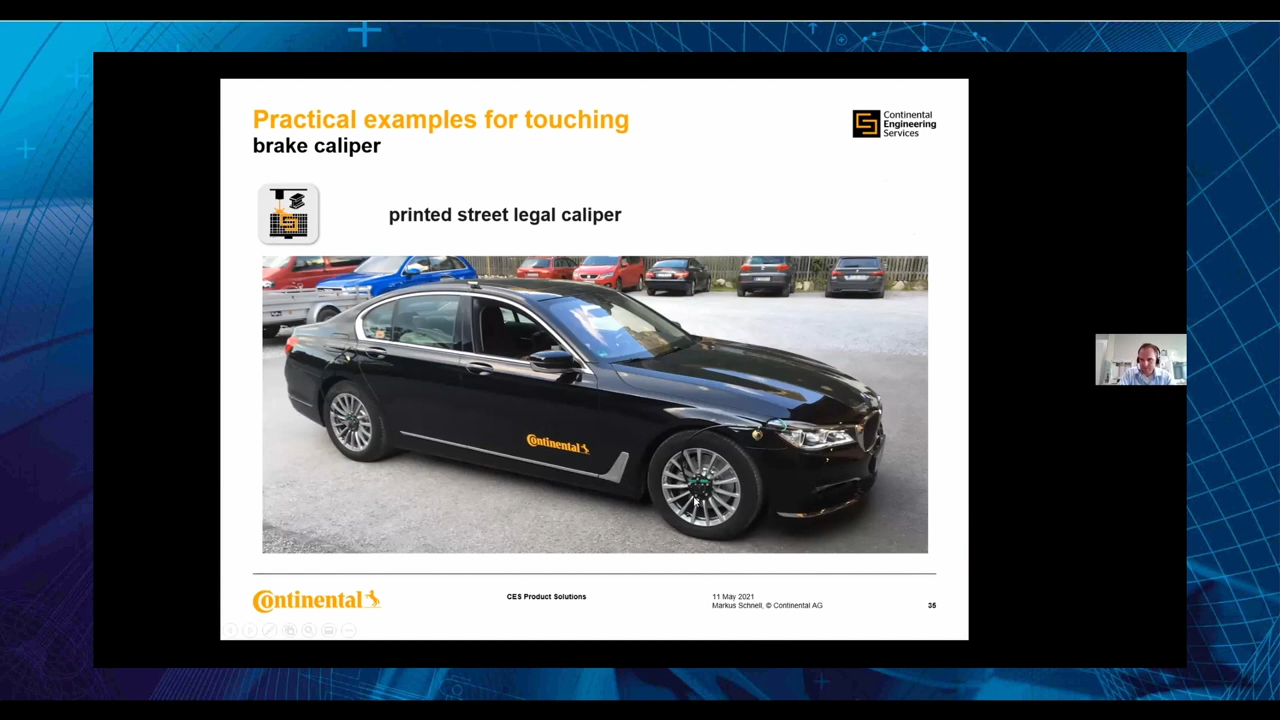 Practical examples for touching
brake caliper
Continental
Engineering
Services
printed street legal caliper
Continental
Continental
CES Product Solutions
11 May 2021
Markus Schnell, © Continental AG
35